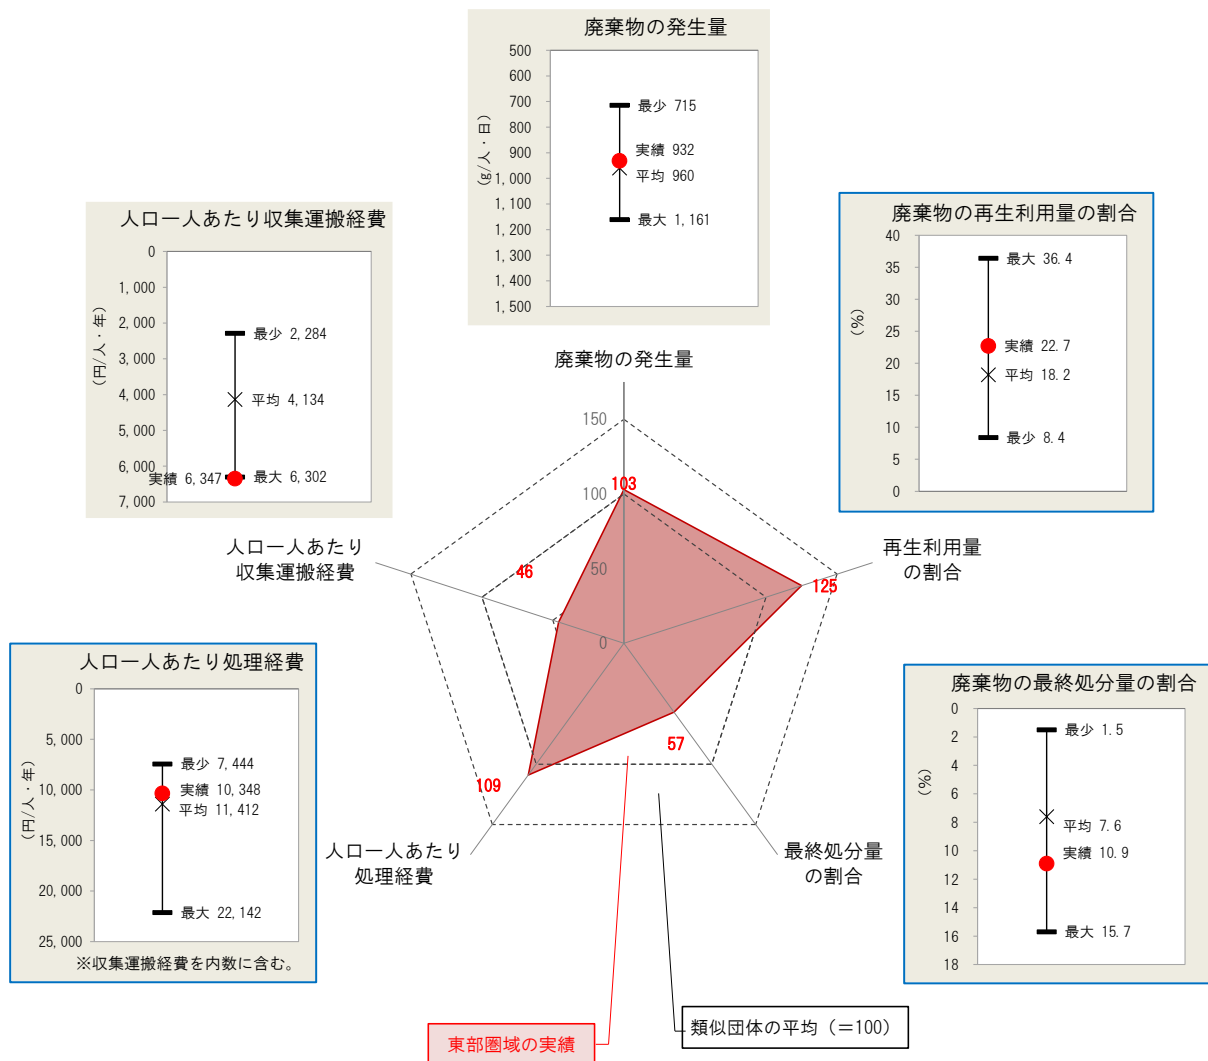 廃棄物の発生量
500
600
700
800
900
1,000
1,100
1,200
1,300
1,400
1,500
(g/人・日)
最少 715
実績 932
平均 960
最大 1,161
人口一人あたり収集運搬経費
0
1,000
2,000
3,000
4,000
5,000
6,000
7,000
(円/人・年)
最少 2,284
平均 4,134
実績 6,347
最大 6,302
廃棄物の再生利用量の割合
40
35
30
25
20
15
10
5
0
(%)
最大 36.4
実績 22.7
平均 18.2
最少 8.4
廃棄物の発生量
150
100
50
0
103
125
57
109
46
再生利用量
の割合
人口一人あたり
収集運搬経費
人口一人あたり
処理経費
最終処分量
の割合
人口一人あたり処理経費
0
5,000
10,000
15,000
20,000
25,000
(円/人・年)
最少 7,444
実績 10,348
平均 11,412
最大 22,142
※収集運搬経費を内数に含む。
廃棄物の最終処分量の割合
0
2
4
6
8
10
12
14
16
18
(%)
最少 1.5
平均 7.6
実績 10.9
最大 15.7
類似団体の平均(=100)
東部圏域の実績